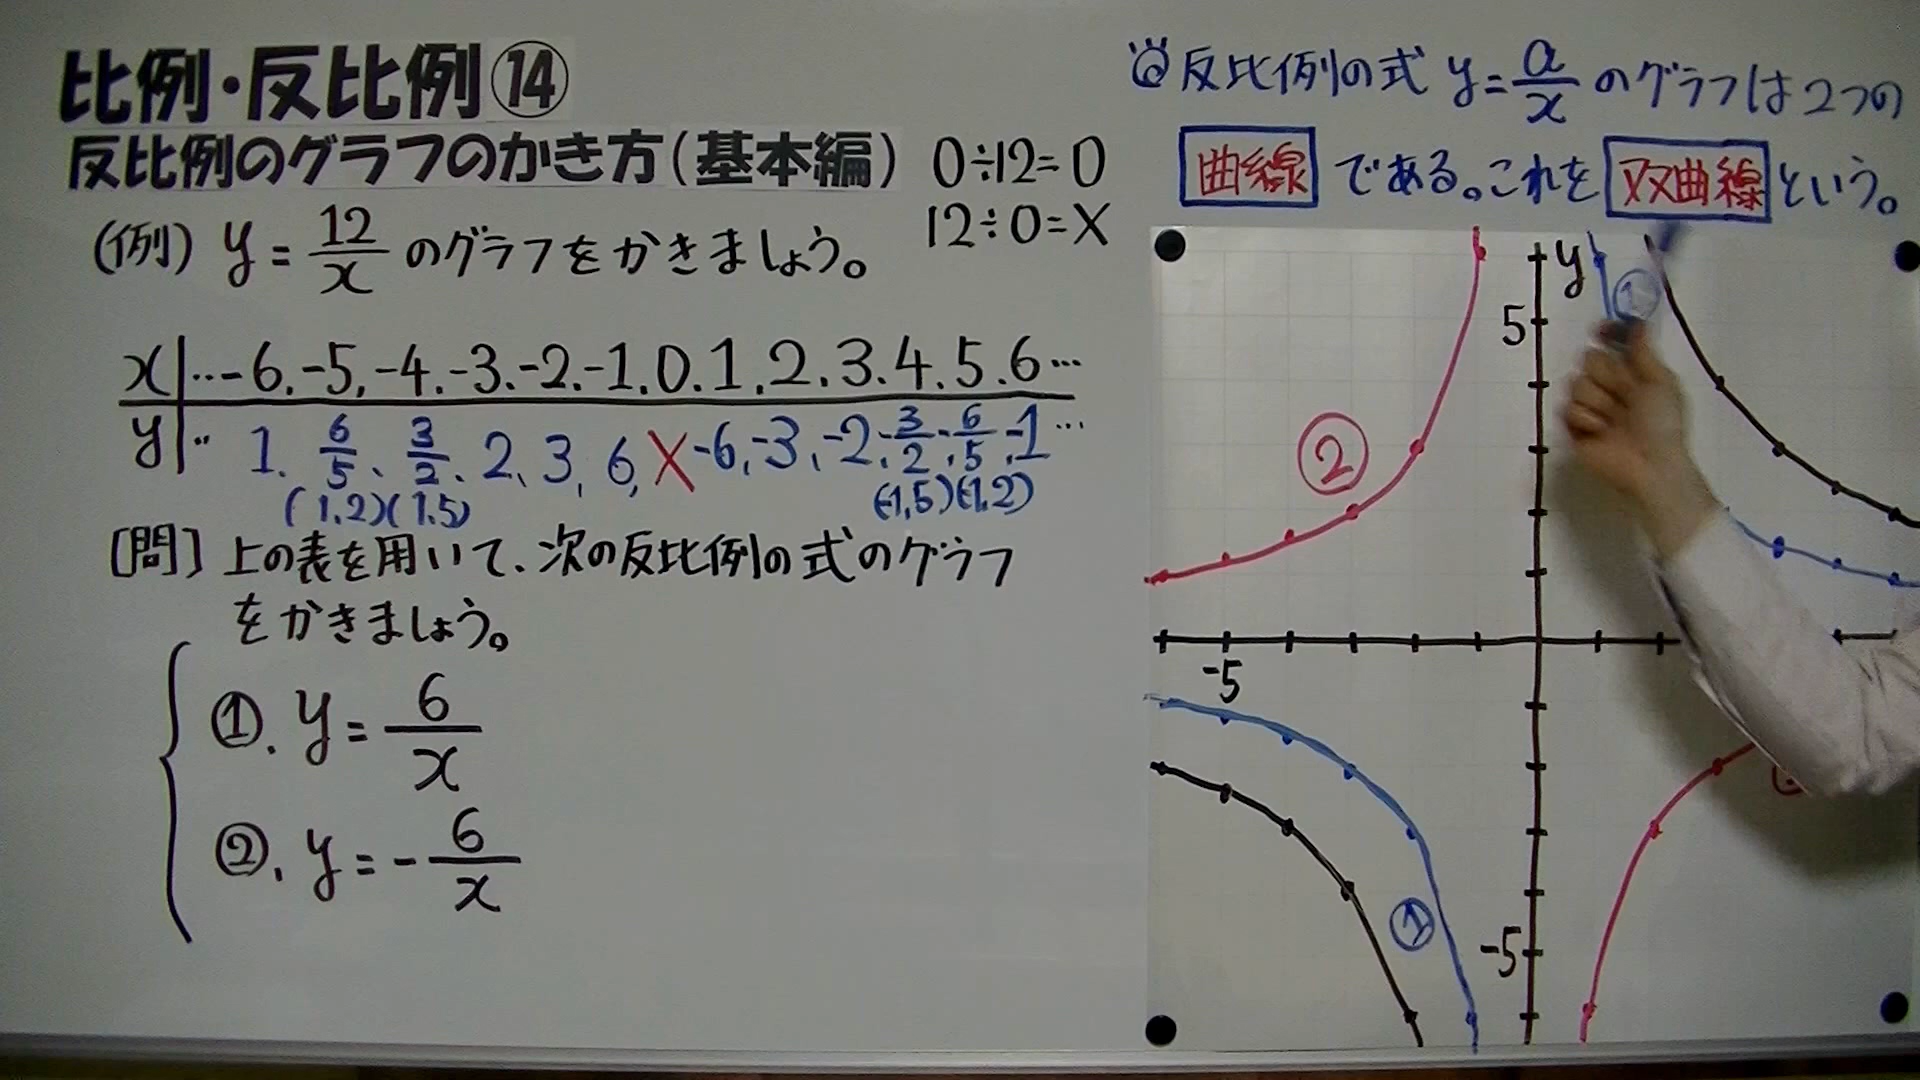 比例・反比例⑭
反比例のグラフのかき方(基本編)
0÷12=0
12÷0=X
(例) y = 12/x のグラフをかきましょう。
x | ‥ -6. -5, -4. -3. -2. -1. 0. 1. 2. 3. 4. 5. 6 …
y | ‥ 1. 6/5、3/2、2、3, 6, X -6, -3, -2, -3/2, -6/5, -1 …
(1.2)(1.5) (-1,5)(-1,2)
[問] 上の表を用いて、次の反比例の式のグラフ
をかきましょう。
①. y = 6/x
②. y = -6/x
反比例の式 y = a/x のグラフは2つの
曲線 である。これを 双曲線 という。
y
①
5
②
-5
①
-5